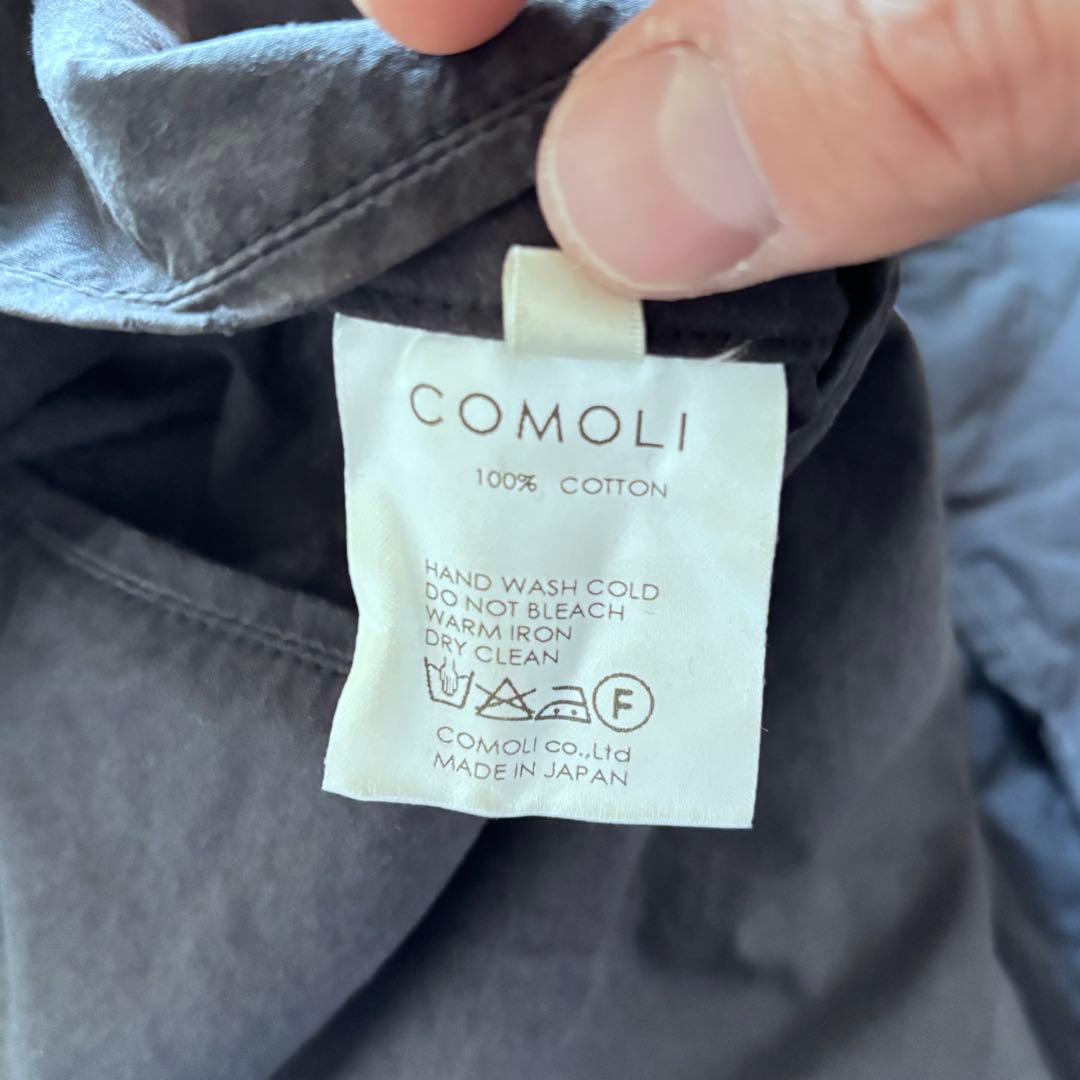 COMOLI
100% COTTON
HAND WASH COLD
DO NOT BLEACH
WARM IRON
DRY CLEAN
F
COMOLI co.,Ltd
MADE IN JAPAN